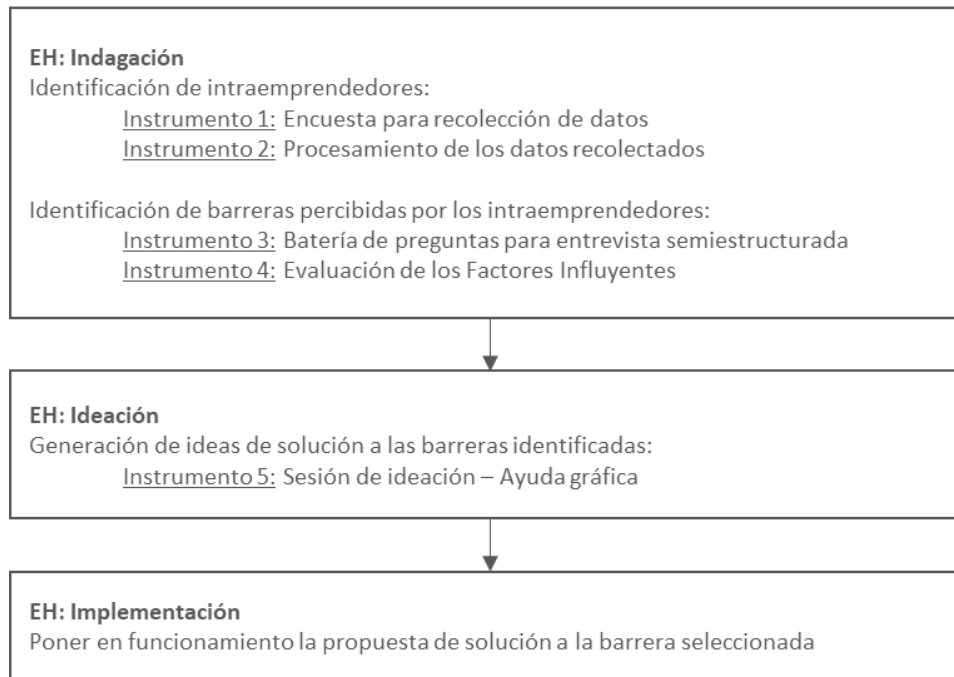 EH: Indagación
Identificación de intraemprendedores:
Instrumento 1: Encuesta para recolección de datos
Instrumento 2: Procesamiento de los datos recolectados
Identificación de barreras percibidas por los intraemprendedores:
Instrumento 3: Batería de preguntas para entrevista semiestructurada
Instrumento 4: Evaluación de los Factores Influyentes
EH: Ideación
Generación de ideas de solución a las barreras identificadas:
Instrumento 5: Sesión de ideación – Ayuda gráfica
EH: Implementación
Poner en funcionamiento la propuesta de solución a la barrera seleccionada